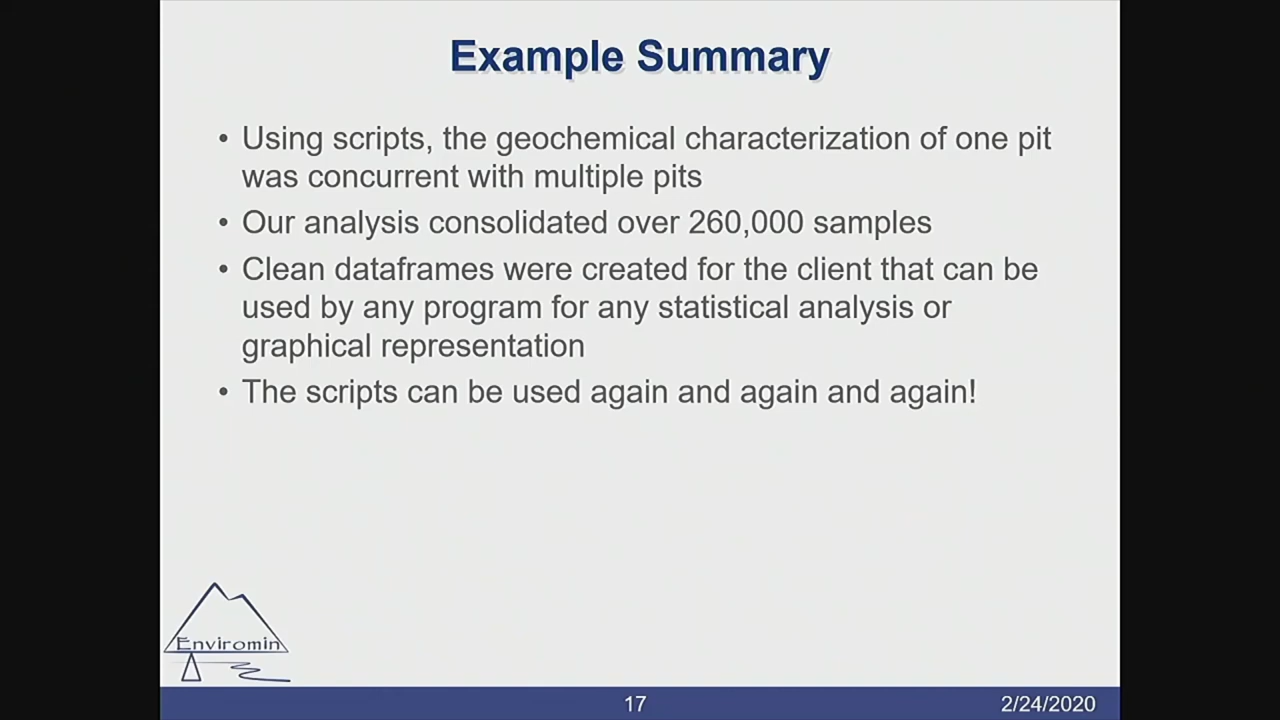 Example Summary
• Using scripts, the geochemical characterization of one pit
was concurrent with multiple pits
• Our analysis consolidated over 260,000 samples
• Clean dataframes were created for the client that can be
used by any program for any statistical analysis or
graphical representation
• The scripts can be used again and again and again!
Enviromin
17
2/24/2020